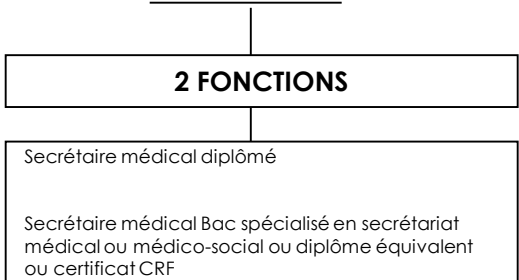 2 FONCTIONS
Secrétaire médical diplômé
Secrétaire médical Bac spécialisé en secrétariat
médical ou médico-social ou diplôme équivalent
ou certificat CRF